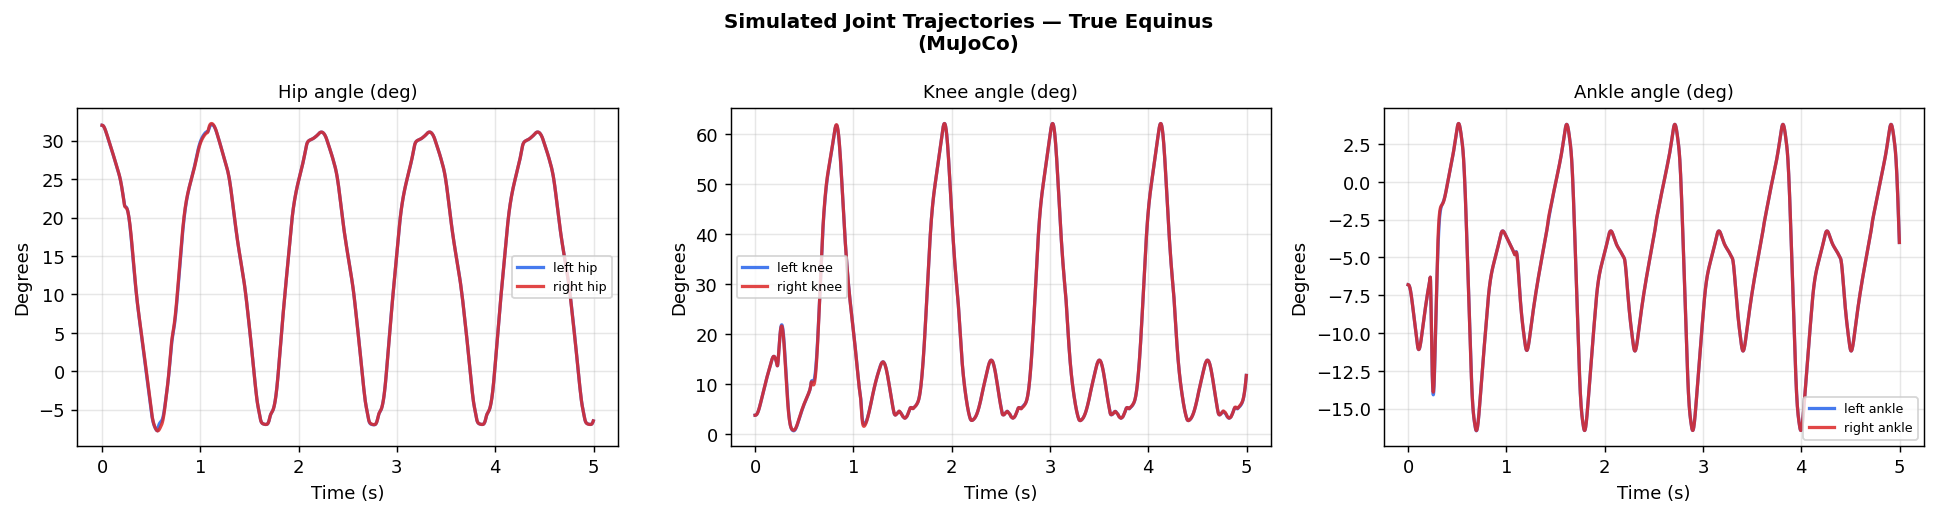 Simulated Joint Trajectories — True Equinus
(MuJoCo)
Hip angle (deg)
Degrees
30
25
20
15
10
5
0
−5
0 1 2 3 4 5
Time (s)
left hip
right hip
Knee angle (deg)
Degrees
60
50
40
30
20
10
0
0 1 2 3 4 5
Time (s)
left knee
right knee
Ankle angle (deg)
Degrees
2.5
0.0
−2.5
−5.0
−7.5
−10.0
−12.5
−15.0
0 1 2 3 4 5
Time (s)
left ankle
right ankle